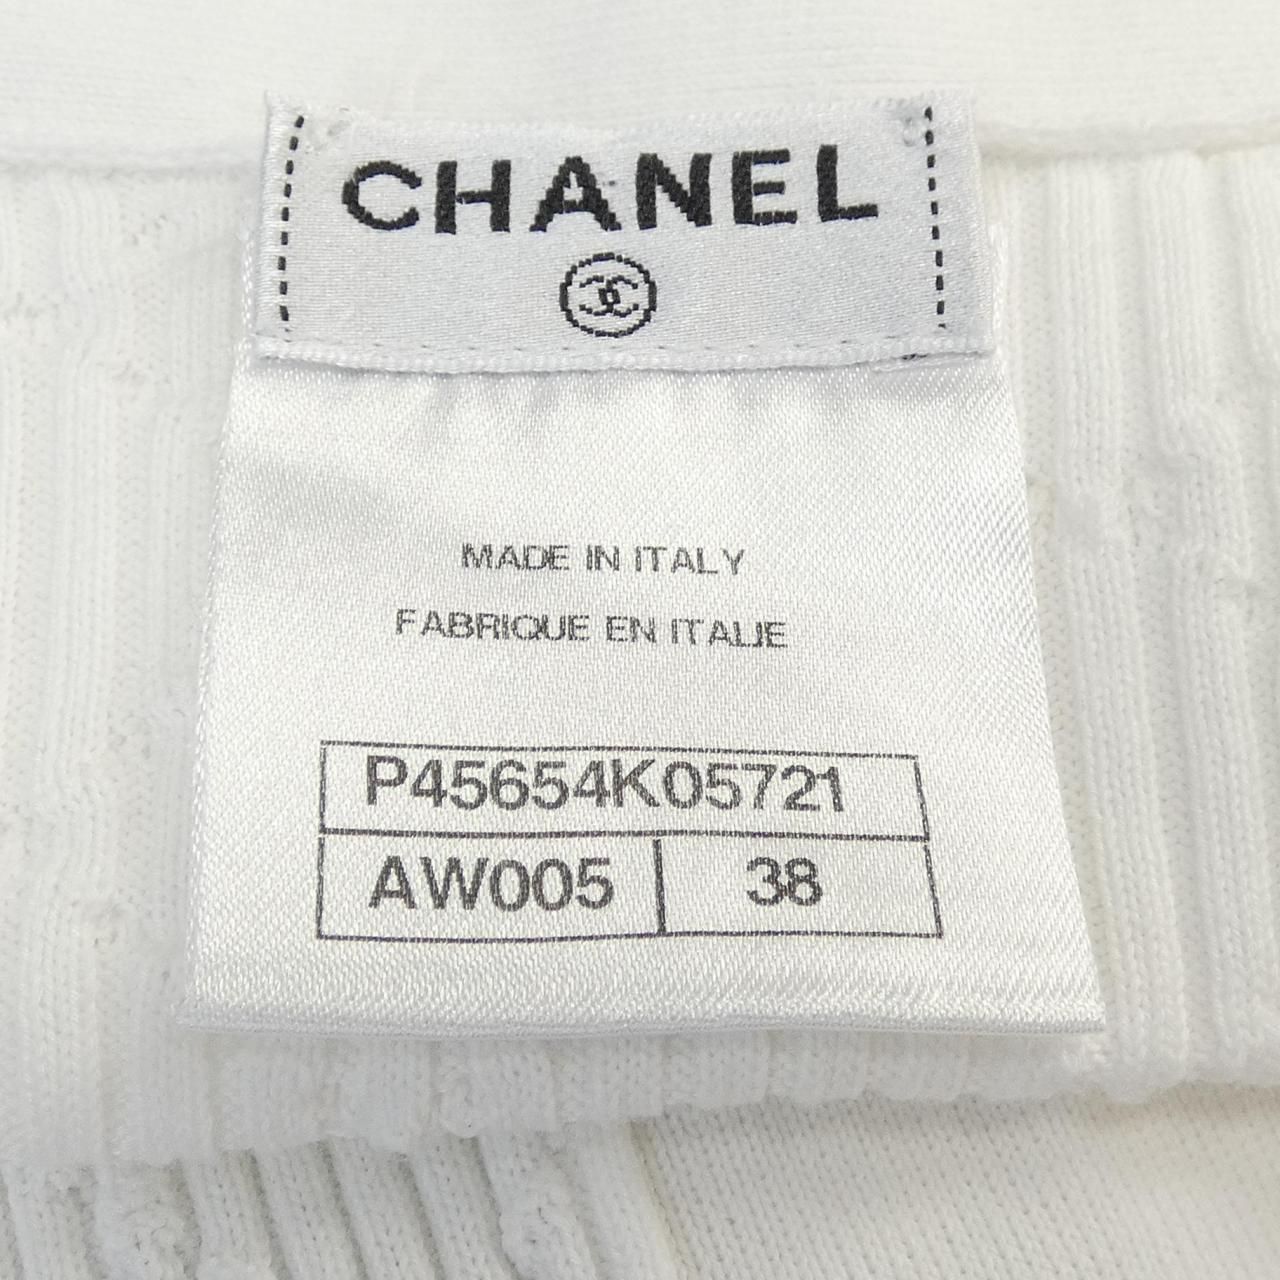 CHANEL
MADE IN ITALY
FABRIQUE EN ITALIE
P45654K05721
AW005 38